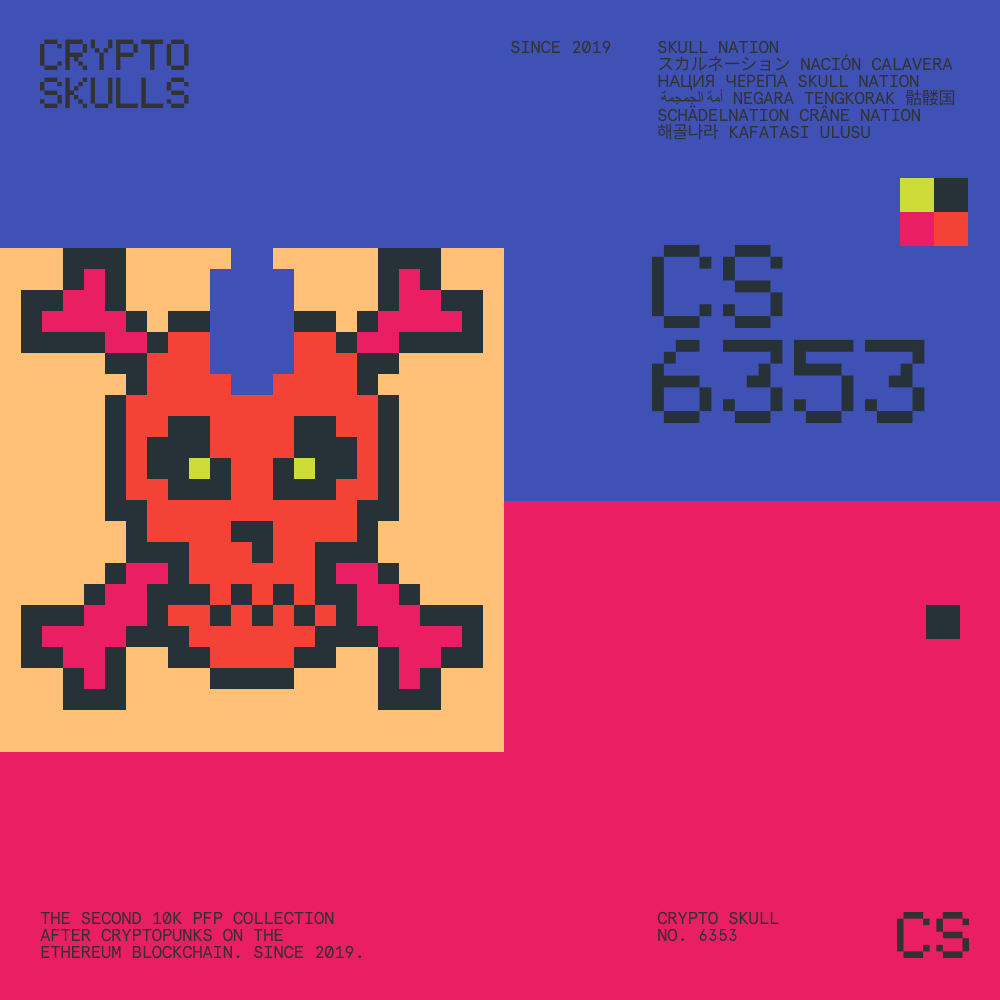 CRYPTO
SKULLS
SINCE 2019
SKULL NATION
スカルネーション NACIÓN CALAVERA
НАЦИЯ ЧЕРЕПА SKULL NATION
أمة الجمجمة NEGARA TENGKORAK 骷髅国
SCHÄDELNATION CRÂNE NATION
해골나라 KAFATASI ULUSU
CS
6353
THE SECOND 10K PFP COLLECTION
AFTER CRYPTOPUNKS ON THE
ETHEREUM BLOCKCHAIN. SINCE 2019.
CRYPTO SKULL
NO. 6353
CS